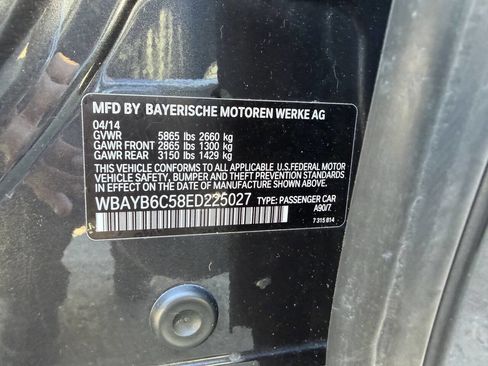 MFD BY BAYERISCHE MOTOREN WERKE AG
04/14
GVWR 5865 lbs 2660 kg
GAWR FRONT 2865 lbs 1300 kg
GAWR REAR 3150 lbs 1429 kg
THIS VEHICLE CONFORMS TO ALL APPLICABLE U.S.FEDERAL MOTOR
VEHICLE SAFETY, BUMPER AND THEFT PREVENTION STANDARDS
IN EFFECT ON THE DATE OF MANUFACTURE SHOWN ABOVE.
WBAYB6C58ED225027 TYPE: PASSENGER CAR
A90/7.
7 315 814